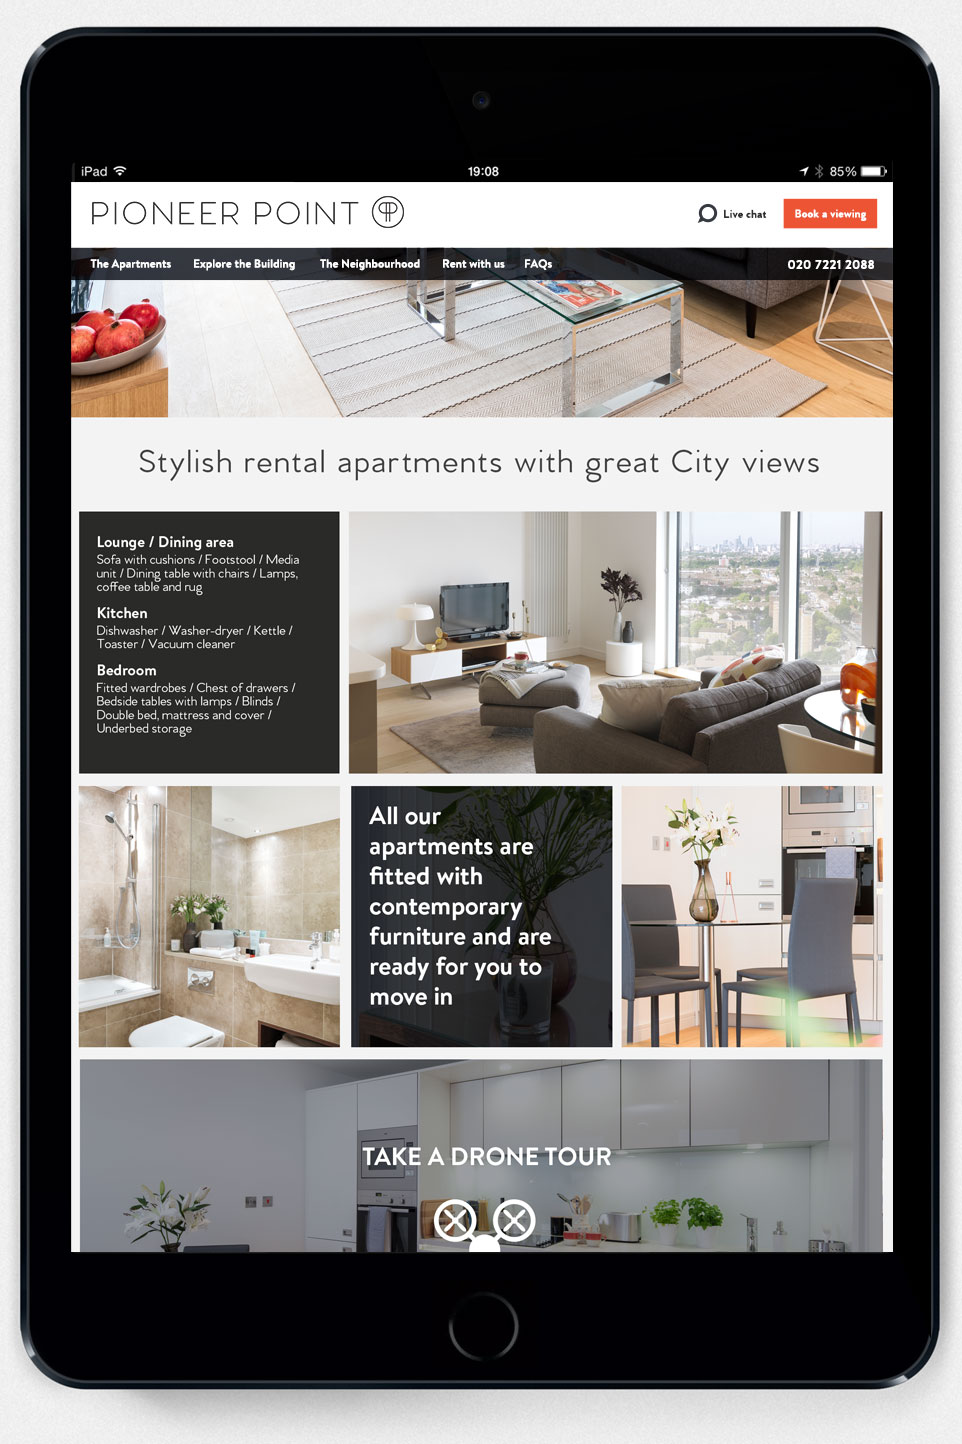 iPad 19:08 85%
PIONEER POINT
Live chat
Book a viewing
The Apartments Explore the Building The Neighbourhood Rent with us FAQs 020 7221 2088
Stylish rental apartments with great City views
Lounge / Dining area
Sofa with cushions / Footstool / Media
unit / Dining table with chairs / Lamps,
coffee table and rug
Kitchen
Dishwasher / Washer-dryer / Kettle /
Toaster / Vacuum cleaner
Bedroom
Fitted wardrobes / Chest of drawers /
Bedside tables with lamps / Blinds /
Double bed, mattress and cover /
Underbed storage
All our
apartments are
fitted with
contemporary
furniture and are
ready for you to
move in
TAKE A DRONE TOUR